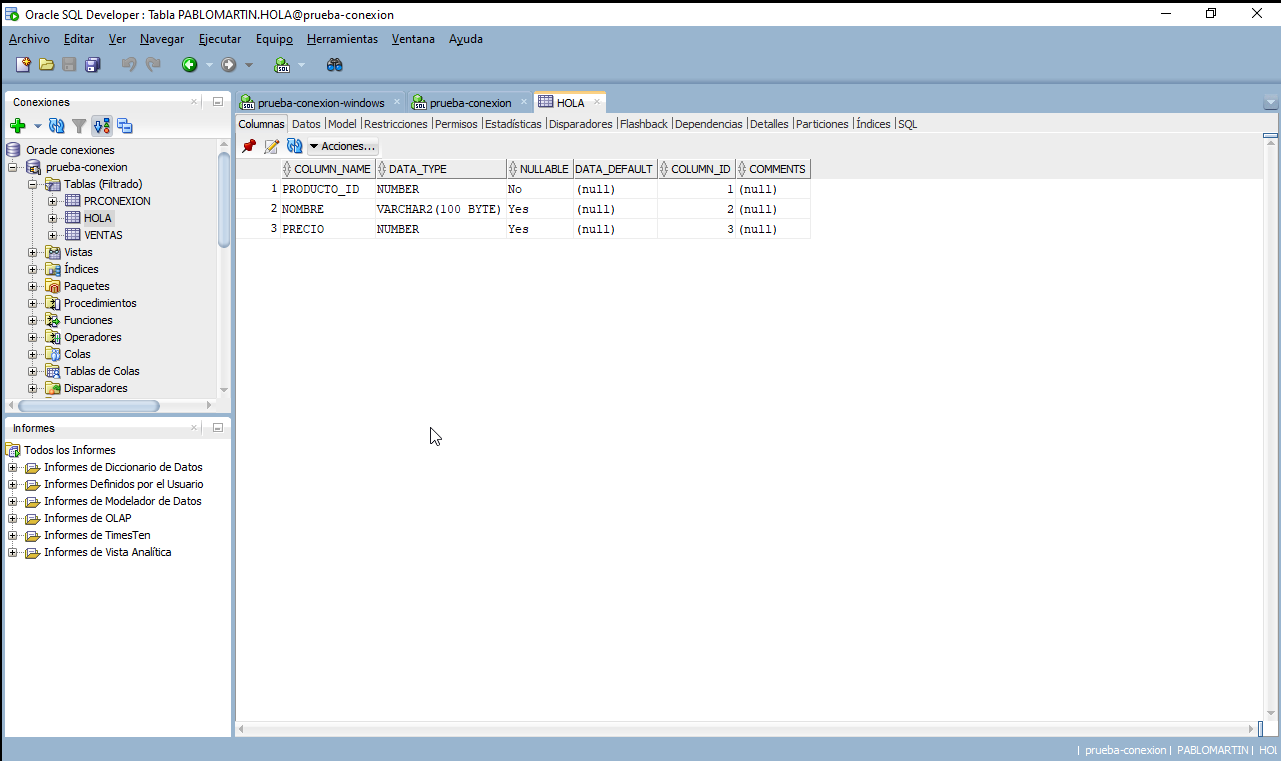 Oracle SQL Developer : Tabla PABLOMARTIN.HOLA@prueba-conexion
Archivo Editar Ver Navegar Ejecutar Equipo Herramientas Ventana Ayuda
Conexiones
Oracle conexiones
prueba-conexion
Tablas (Filtrado)
PRCONEXION
HOLA
VENTAS
Vistas
Índices
Paquetes
Procedimientos
Funciones
Operadores
Colas
Tablas de Colas
Disparadores
Informes
Todos los Informes
Informes de Diccionario de Datos
Informes Definidos por el Usuario
Informes de Modelador de Datos
Informes de OLAP
Informes de TimesTen
Informes de Vista Analítica
prueba-conexion-windows prueba-conexion HOLA
Columnas Datos |Model |Restricciones |Permisos |Estadísticas |Disparadores |Flashback |Dependencias |Detalles |Particiones |Índices |SQL
Acciones...
COLUMN_NAME DATA_TYPE NULLABLE DATA_DEFAULT COLUMN_ID COMMENTS
1 PRODUCTO_ID NUMBER No (null) 1 (null)
2 NOMBRE VARCHAR2(100 BYTE) Yes (null) 2 (null)
3 PRECIO NUMBER Yes (null) 3 (null)
| prueba-conexion | PABLOMARTIN | HOL